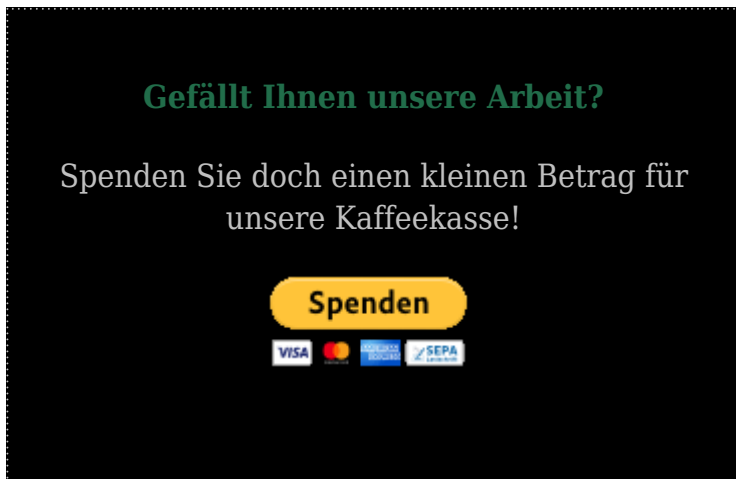 Gefällt Ihnen unsere Arbeit?
Spenden Sie doch einen kleinen Betrag für
unsere Kaffeekasse!
Spenden
VISA
SEPA